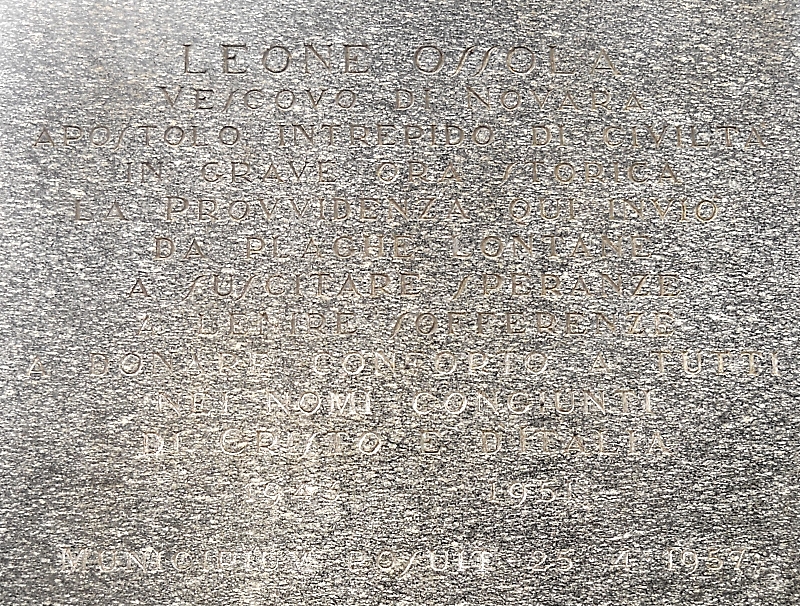 LEONE OSSOLA
VESCOVO DI NOVARA
APOSTOLO INTREPIDO DI CIVILTÀ
IN GRAVE ORA STORICA
LA PROVVIDENZA QUI INVIÒ
DA PLAGHE LONTANE
A SUSCITARE SPERANZE
A LENIRE SOFFERENZE
A DONARE CONFORTO A TUTTI
NEI NOMI CONGIUNTI
DI CRISTO E D'ITALIA
1951
MUNICIPIUM POSUIT 25 4 1957